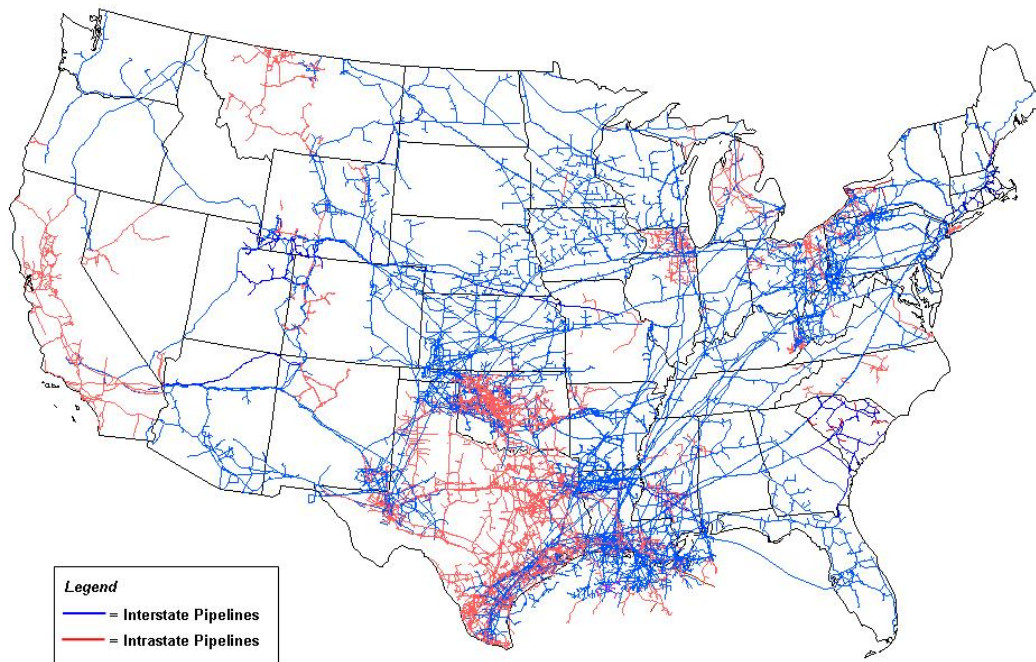 Legend
= Interstate Pipelines
= Intrastate Pipelines